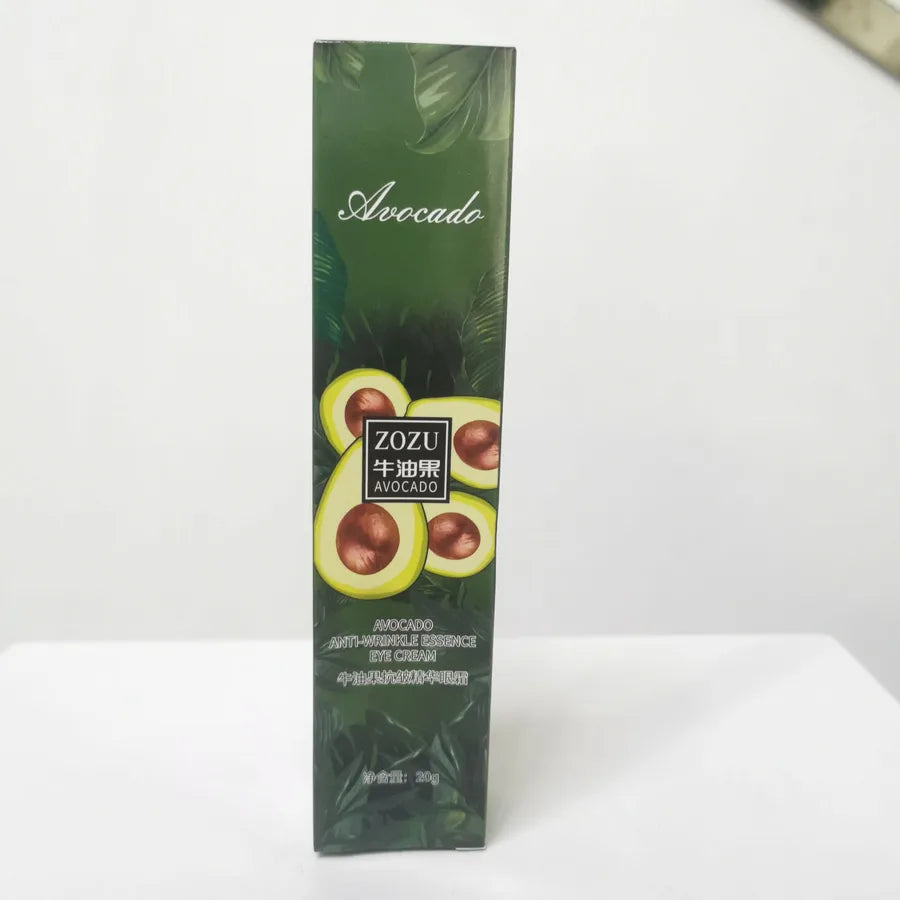 Avocado
ZOZU
牛油果
AVOCADO
AVOCADO
ANTI-WRINKLE ESSENCE
EYE CREAM
牛油果抗皱精华眼霜
净含量: 20g